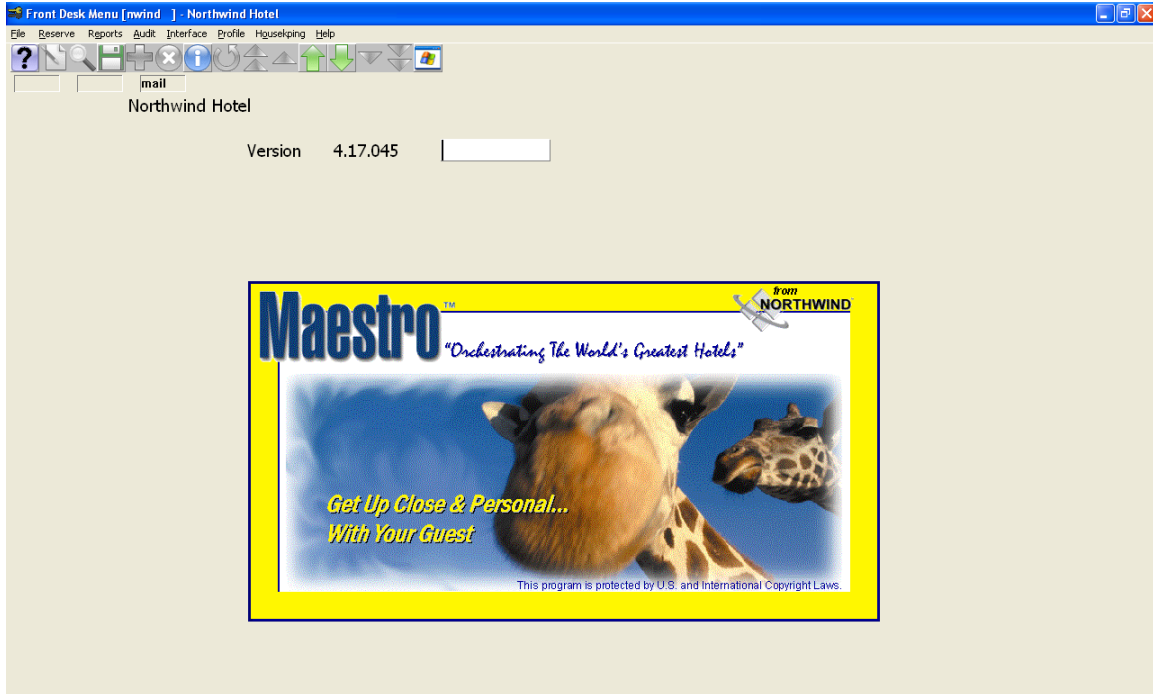 Front Desk Menu [nwind   ] - Northwind Hotel
File Reserve Reports Audit Interface Profile Housekping Help
mail
Northwind Hotel
Version 4.17.045
from
NORTHWIND
Maestro™
"Orchestrating The World's Greatest Hotels"
Get Up Close & Personal...
With Your Guest
This program is protected by U.S. and International Copyright Laws.